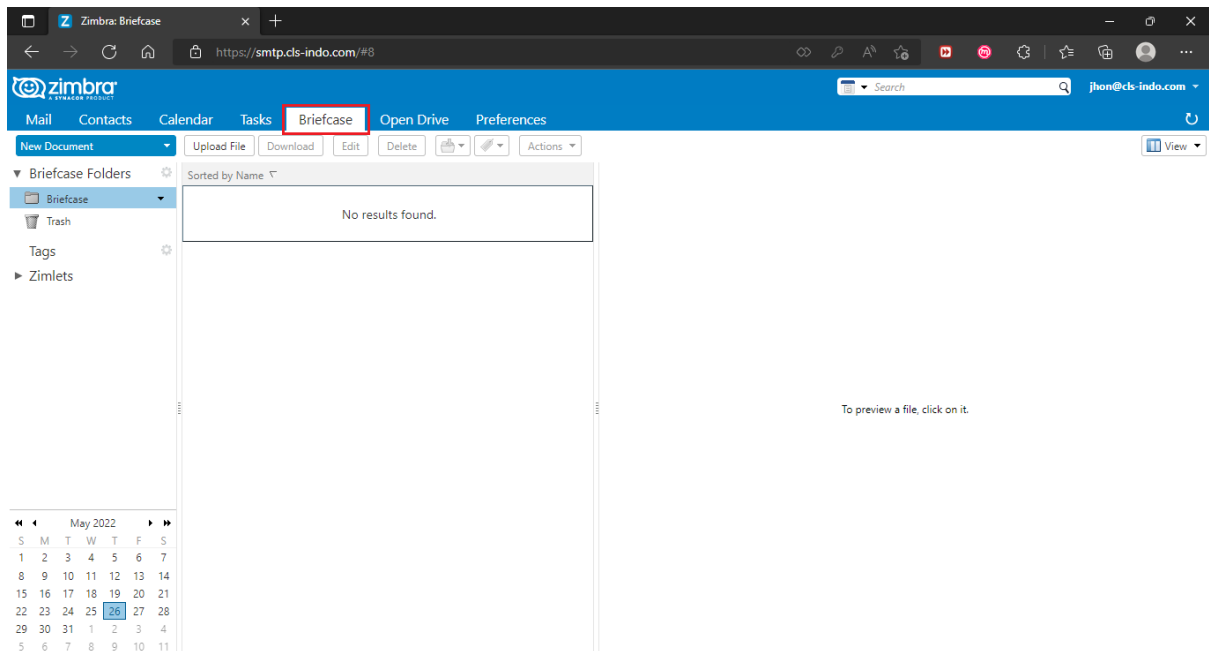 Zimbra: Briefcase
https://smtp.cls-indo.com/#8
zimbra
A SYNACOR PRODUCT
Search
jhon@cls-indo.com
Mail Contacts Calendar Tasks Briefcase Open Drive Preferences
New Document Upload File Download Edit Delete Actions View
Briefcase Folders Sorted by Name
Briefcase
No results found.
Trash
Tags
Zimlets
To preview a file, click on it.
May 2022
S M T W T F S
1 2 3 4 5 6 7
8 9 10 11 12 13 14
15 16 17 18 19 20 21
22 23 24 25 26 27 28
29 30 31 1 2 3 4
5 6 7 8 9 10 11